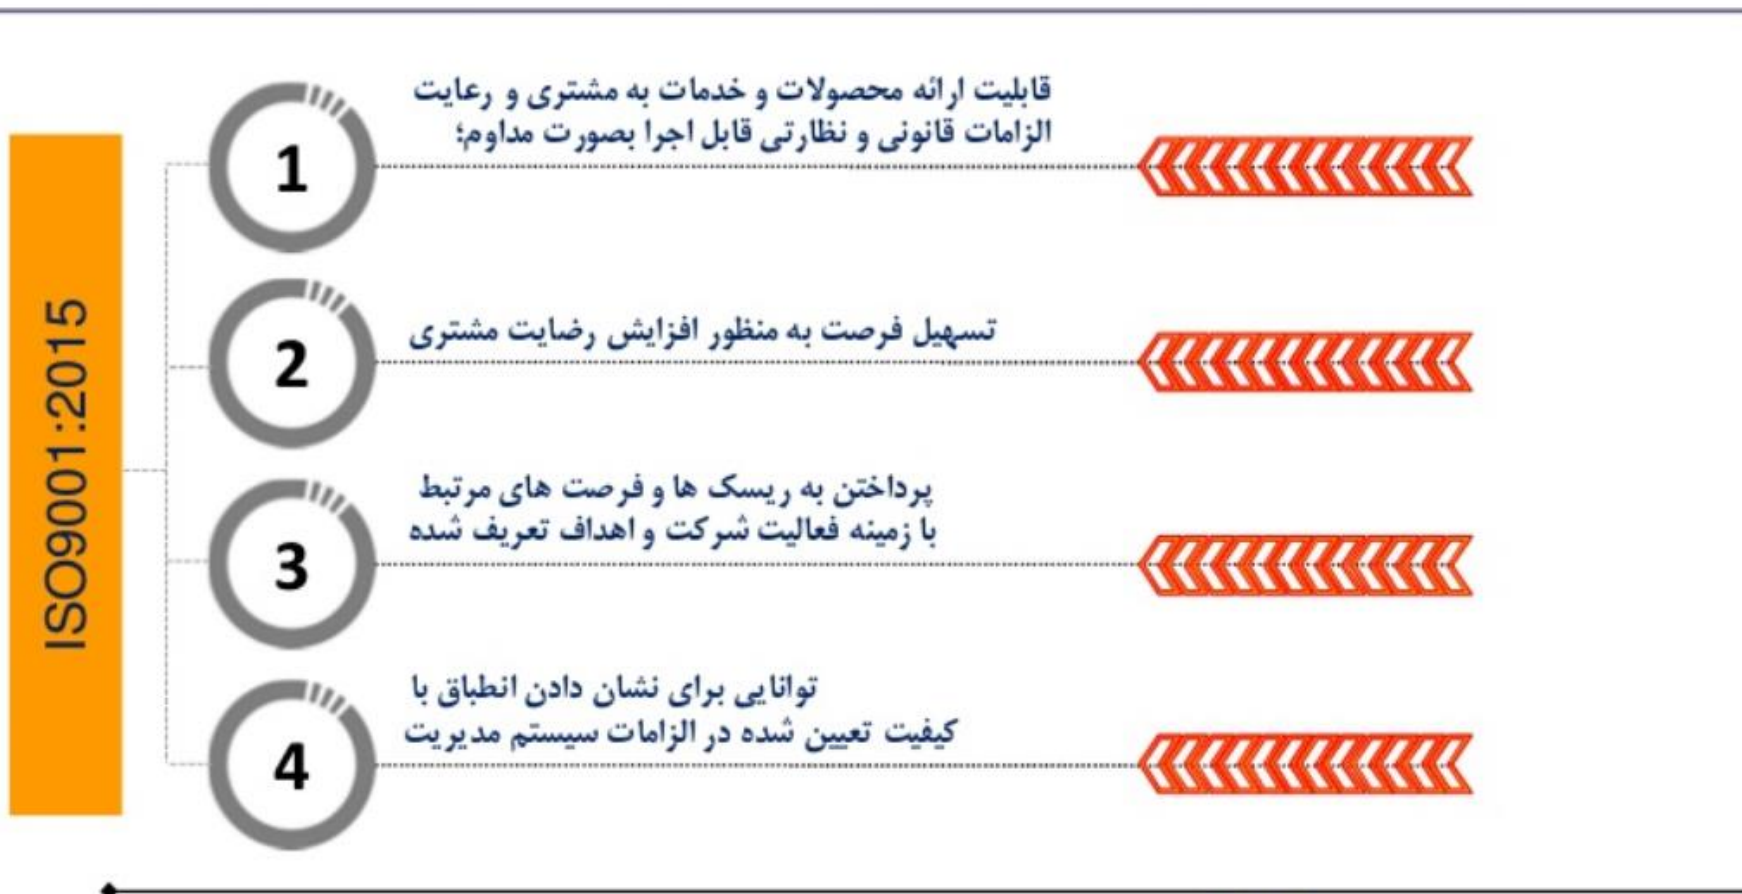 ISO9001:2015
1
قابلیت ارائه محصولات و خدمات به مشتری و رعایت
الزامات قانونی و نظارتی قابل اجرا بصورت مداوم؛
2
تسهیل فرصت به منظور افزایش رضایت مشتری
3
پرداختن به ریسک ها و فرصت های مرتبط
با زمینه فعالیت شرکت و اهداف تعریف شده
4
توانایی برای نشان دادن انطباق با
کیفیت تعیین شده در الزامات سیستم مدیریت